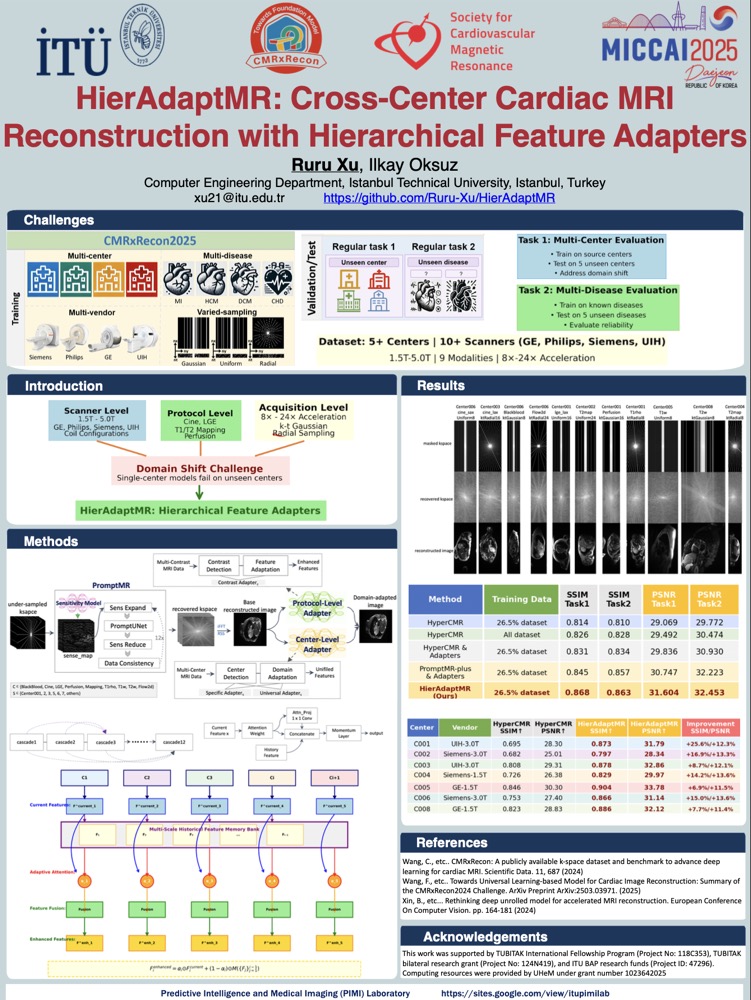 İTÜ
İSTANBUL TEKNİK ÜNİVERSİTESİ
1773
Towards Foundation Model
CMRxRecon
Society for
Cardiovascular
Magnetic
Resonance
MICCAI2025
Daejeon
REPUBLIC OF KOREA
HierAdaptMR: Cross-Center Cardiac MRI
Reconstruction with Hierarchical Feature Adapters
Ruru Xu, Ilkay Oksuz
Computer Engineering Department, Istanbul Technical University, Istanbul, Turkey
xu21@itu.edu.tr https://github.com/Ruru-Xu/HierAdaptMR
Challenges
CMRxRecon2025
Training
Multi-center
Multi-disease
MI HCM DCM CHD
Multi-vendor
Varied-sampling
Siemens Philips GE UIH
Gaussian Uniform Radial
Validation/Test
Regular task 1 Regular task 2
Unseen center Unseen disease
? ?
Task 1: Multi-Center Evaluation
• Train on source centers
• Test on 5 unseen centers
• Address domain shift
Task 2: Multi-Disease Evaluation
• Train on known diseases
• Test on 5 unseen diseases
• Evaluate reliability
Dataset: 5+ Centers | 10+ Scanners (GE, Philips, Siemens, UIH)
1.5T-5.0T | 9 Modalities | 8×-24× Acceleration
Introduction
Scanner Level
1.5T - 5.0T
GE, Philips, Siemens, UIH
Coil Configurations
Protocol Level
Cine, LGE
T1/T2 Mapping
Perfusion
Acquisition Level
8× - 24× Acceleration
k-t Gaussian
Radial Sampling
Domain Shift Challenge
Single-center models fail on unseen centers
HierAdaptMR: Hierarchical Feature Adapters
Methods
Multi-Contrast
MRI Data
Contrast
Detection
Feature
Adaptation
Enhanced
Features
Contrast Adapter,
PromptMR
under-sampled
kspace
Sensitivity Model
sense_map
Sens Expand
PromptUNet
Sens Reduce
Data Consistency
12x
recovered kspace
Base
reconstructed image
Protocol-Level
Adapter
Center-Level
Adapter
Domain-adapted
image
Multi-Center
MRI Data
Center
Detection
Domain
Adaptation
Unified
Features
Specific Adapter, Universal Adapter,
C = {BlackBlood, Cine, LGE, Perfusion, Mapping, T1rho, T1w, T2w, Flow2d}
S = {Center001, 2, 3, 5, 6, 7, others}
cascade1 cascade2 cascade3 cascade12
Current
Feature x
Attention
Weight
Attn_Proj
1 x 1 Conv
Concatenate
History
Feature
Momentum
Layer
output
C1 C2 C3 Ci Ci+1
Current Features:
F^current_1 F^current_2 F^current_3 F^current_4 F^current_5
Multi-Scale Historical Feature Memory Bank
Adaptive Attention:
Feature Fusion:
Fusion Fusion Fusion Fusion Fusion
Enhanced Features:
F^enh_1 F^enh_2 F^enh_3 F^enh_4 F^enh_5
Results
masked kspace
recovered kspace
reconstructed image
Method Training Data SSIM Task1 SSIM Task2 PSNR Task1 PSNR Task2
HyperCMR 26.5% dataset 0.814 0.810 29.069 29.772
HyperCMR All dataset 0.826 0.828 29.492 30.474
HyperCMR & Adapters 26.5% dataset 0.831 0.834 29.836 30.930
PromptMR-plus & Adapters 26.5% dataset 0.845 0.857 30.747 32.223
HierAdaptMR (Ours) 26.5% dataset 0.868 0.863 31.604 32.453
Center Vendor HyperCMR SSIM↑ HyperCMR PSNR↑ HierAdaptMR SSIM↑ HierAdaptMR PSNR↑ Improvement SSIM/PSNR
C001 UIH-3.0T 0.695 28.30 0.873 31.79 +25.6%/+12.3%
C002 Siemens-3.0T 0.682 25.01 0.797 28.34 +16.9%/+13.3%
C003 UIH-3.0T 0.808 29.31 0.878 32.86 +8.7%/+12.1%
C004 Siemens-1.5T 0.726 26.38 0.829 29.97 +14.2%/+13.6%
C005 GE-1.5T 0.846 30.30 0.904 33.78 +6.9%/+11.5%
C006 Siemens-3.0T 0.753 27.40 0.866 31.14 +15.0%/+13.6%
C008 GE-1.5T 0.823 28.83 0.886 32.12 +7.7%/+11.4%
References
Wang, C., etc.. CMRxRecon: A publicly available k-space dataset and benchmark to advance deep
learning for cardiac MRI. Scientific Data. 11, 687 (2024)
Wang, F., etc.. Towards Universal Learning-based Model for Cardiac Image Reconstruction: Summary of
the CMRxRecon2024 Challenge. ArXiv Preprint ArXiv:2503.03971. (2025)
Xin, B., etc... Rethinking deep unrolled model for accelerated MRI reconstruction. European Conference
On Computer Vision. pp. 164-181 (2024)
Acknowledgements
This work was supported by TUBITAK International Fellowship Program (Project No: 118C353), TUBITAK
bilateral research grant (Project No: 124N419), and ITU BAP research funds (Project ID: 47296).
Computing resources were provided by UHeM under grant number 1023642025
Predictive Intelligence and Medical Imaging (PIMI) Laboratory https://sites.google.com/view/itupimilab